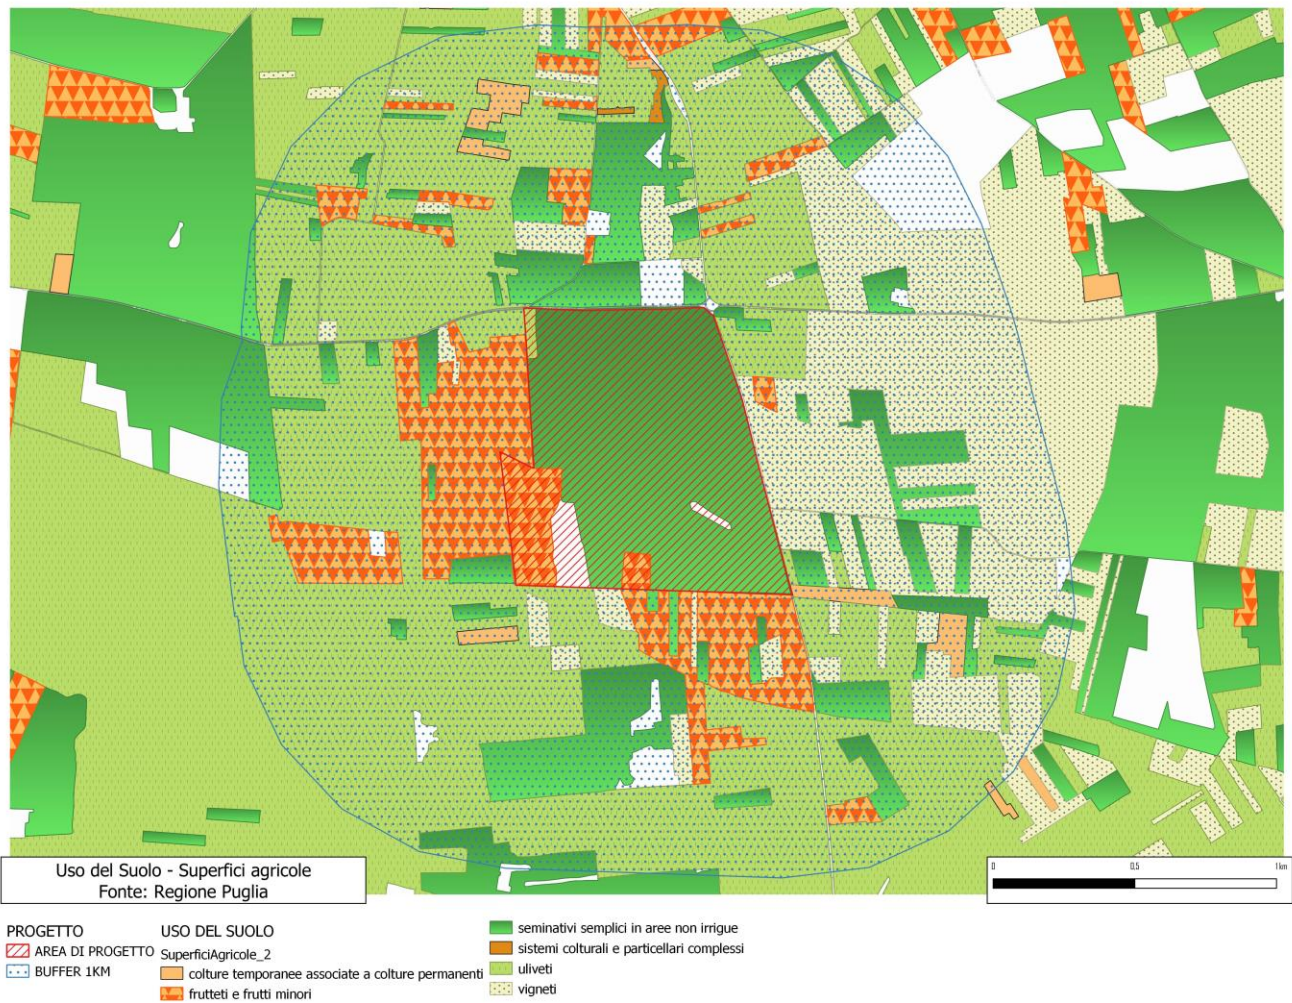 Uso del Suolo - Superfici agricole
Fonte: Regione Puglia
0 0.5 1 km
PROGETTO
AREA DI PROGETTO
BUFFER 1KM
USO DEL SUOLO
SuperficiAgricole_2
colture temporanee associate a colture permanenti
frutteti e frutti minori
seminativi semplici in aree non irrigue
sistemi colturali e particellari complessi
uliveti
vigneti